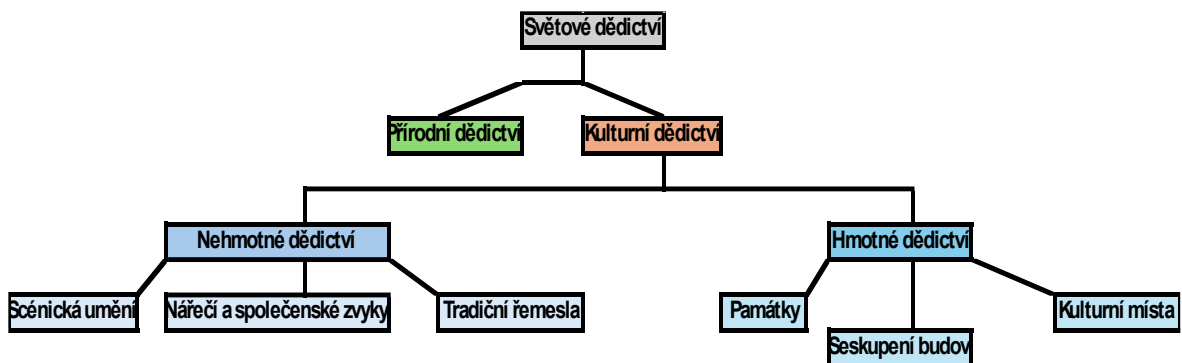 Světové dědictví
Přírodní dědictví
Kulturní dědictví
Nehmotné dědictví
Hmotné dědictví
Scénická umění
Nářečí a společenské zvyky
Tradiční řemesla
Památky
Kulturní místa
Seskupení budov